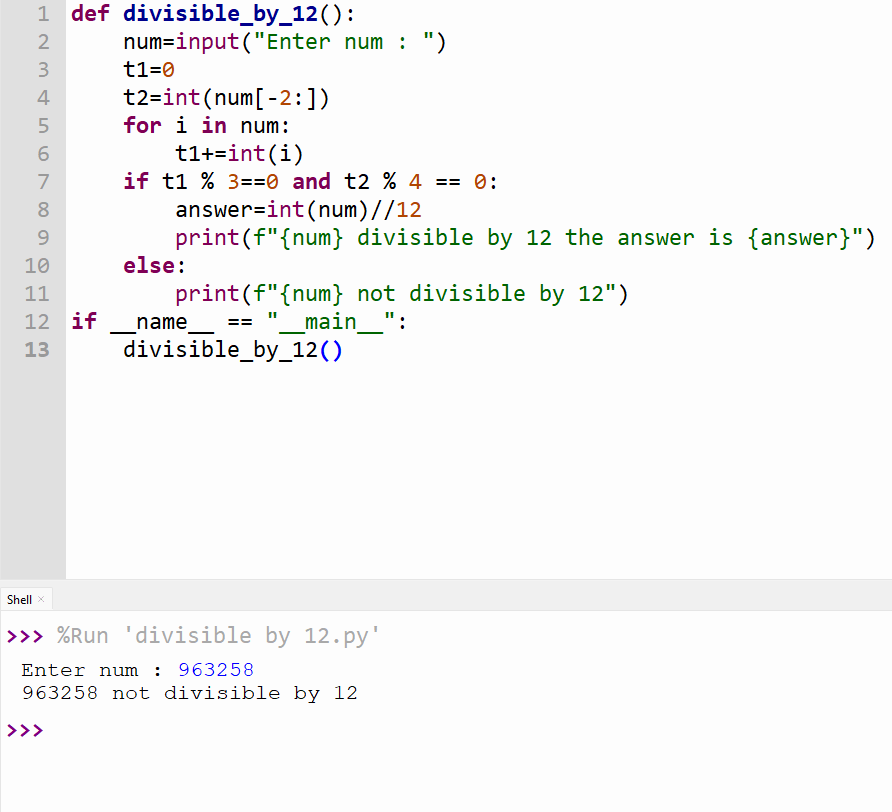 1 def divisible_by_12():
2     num=input("Enter num : ")
3     t1=0
4     t2=int(num[-2:])
5     for i in num:
6         t1+=int(i)
7     if t1 % 3==0 and t2 % 4 == 0:
8         answer=int(num)//12
9         print(f"{num} divisible by 12 the answer is {answer}")
10     else:
11         print(f"{num} not divisible by 12")
12 if __name__ == "__main__":
13     divisible_by_12()
Shell ×
>>> %Run 'divisible by 12.py'
Enter num : 963258
963258 not divisible by 12
>>>